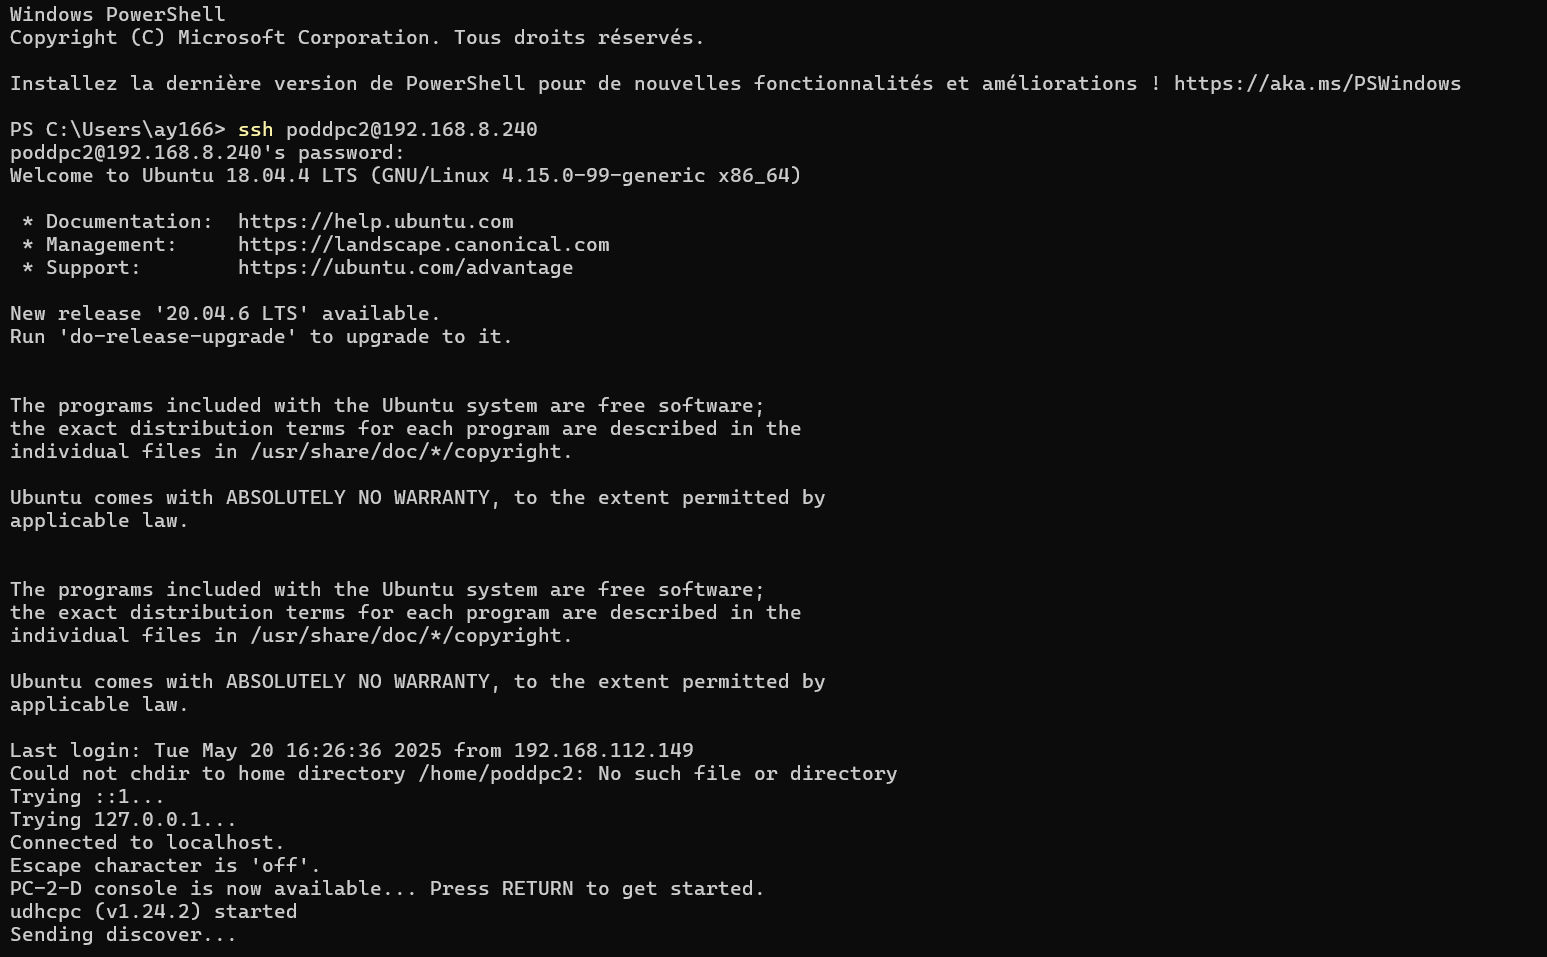 Windows PowerShell
Copyright (C) Microsoft Corporation. Tous droits réservés.
Installez la dernière version de PowerShell pour de nouvelles fonctionnalités et améliorations ! https://aka.ms/PSWindows
PS C:\Users\ay166> ssh poddpc2@192.168.8.240
poddpc2@192.168.8.240's password:
Welcome to Ubuntu 18.04.4 LTS (GNU/Linux 4.15.0-99-generic x86_64)
* Documentation:  https://help.ubuntu.com
* Management:     https://landscape.canonical.com
* Support:        https://ubuntu.com/advantage
New release '20.04.6 LTS' available.
Run 'do-release-upgrade' to upgrade to it.
The programs included with the Ubuntu system are free software;
the exact distribution terms for each program are described in the
individual files in /usr/share/doc/*/copyright.
Ubuntu comes with ABSOLUTELY NO WARRANTY, to the extent permitted by
applicable law.
The programs included with the Ubuntu system are free software;
the exact distribution terms for each program are described in the
individual files in /usr/share/doc/*/copyright.
Ubuntu comes with ABSOLUTELY NO WARRANTY, to the extent permitted by
applicable law.
Last login: Tue May 20 16:26:36 2025 from 192.168.112.149
Could not chdir to home directory /home/poddpc2: No such file or directory
Trying ::1...
Trying 127.0.0.1...
Connected to localhost.
Escape character is 'off'.
PC-2-D console is now available... Press RETURN to get started.
udhcpc (v1.24.2) started
Sending discover...